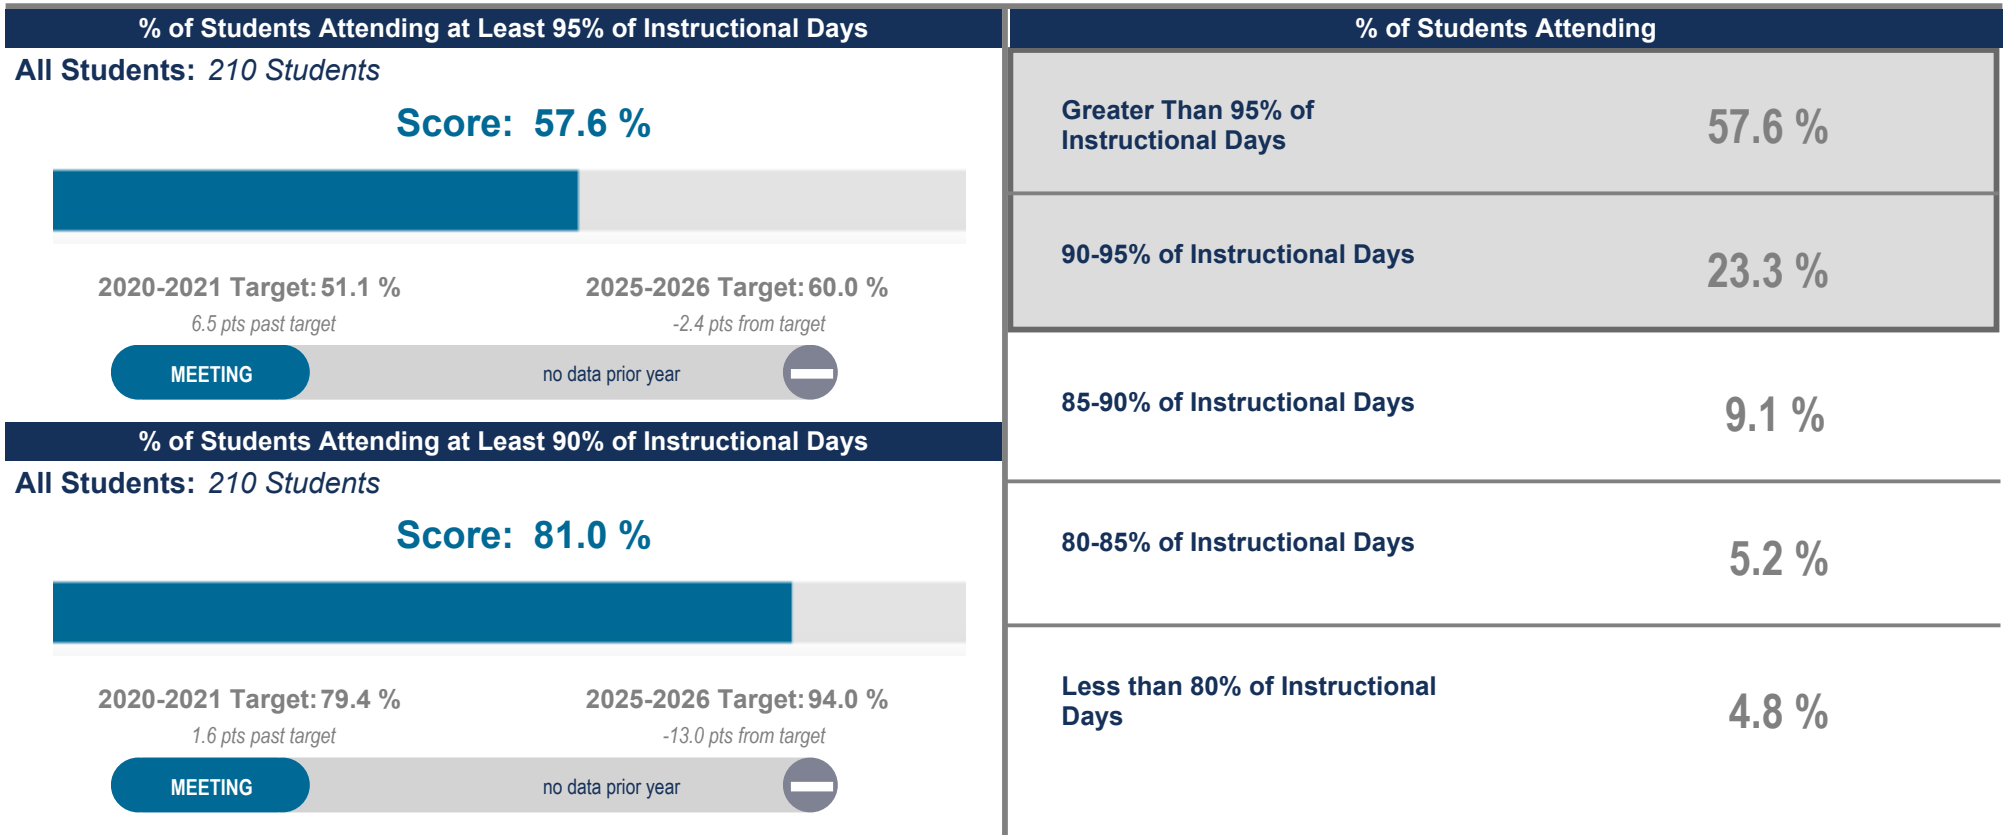 % of Students Attending at Least 95% of Instructional Days
All Students: 210 Students
Score: 57.6 %
2020-2021 Target: 51.1 %
6.5 pts past target
2025-2026 Target: 60.0 %
-2.4 pts from target
MEETING
no data prior year
% of Students Attending at Least 90% of Instructional Days
All Students: 210 Students
Score: 81.0 %
2020-2021 Target: 79.4 %
1.6 pts past target
2025-2026 Target: 94.0 %
-13.0 pts from target
MEETING
no data prior year
% of Students Attending
Greater Than 95% of
Instructional Days
57.6 %
90-95% of Instructional Days
23.3 %
85-90% of Instructional Days
9.1 %
80-85% of Instructional Days
5.2 %
Less than 80% of Instructional
Days
4.8 %